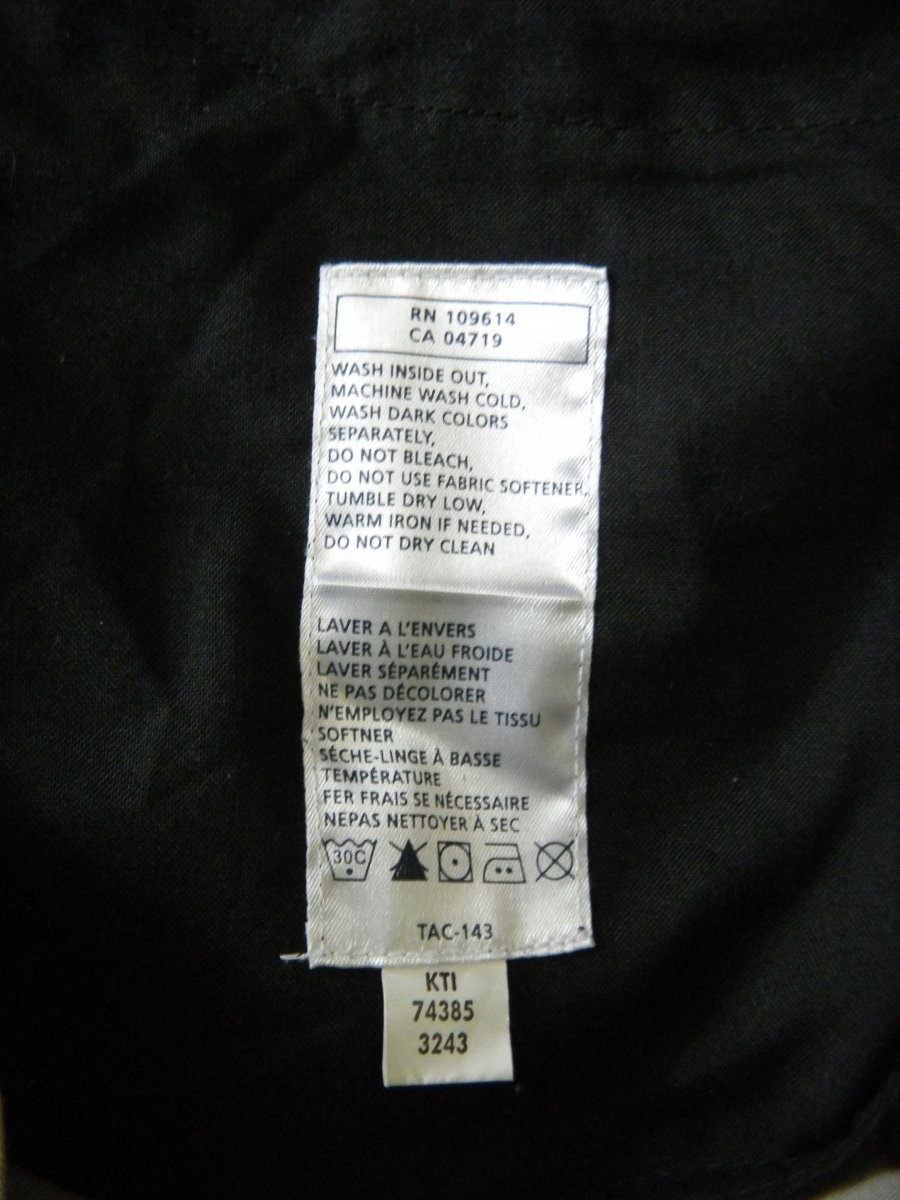 RN 109614
CA 04719
WASH INSIDE OUT,
MACHINE WASH COLD,
WASH DARK COLORS
SEPARATELY,
DO NOT BLEACH,
DO NOT USE FABRIC SOFTENER,
TUMBLE DRY LOW,
WARM IRON IF NEEDED,
DO NOT DRY CLEAN
LAVER A L'ENVERS
LAVER À L'EAU FROIDE
LAVER SÉPARÉMENT
NE PAS DÉCOLORER
N'EMPLOYEZ PAS LE TISSU
SOFTNER
SÉCHE-LINGE À BASSE
TEMPÉRATURE
FER FRAIS SE NÉCESSAIRE
NEPAS NETTOYER À SEC
30C
TAC-143
KTI
74385
3243